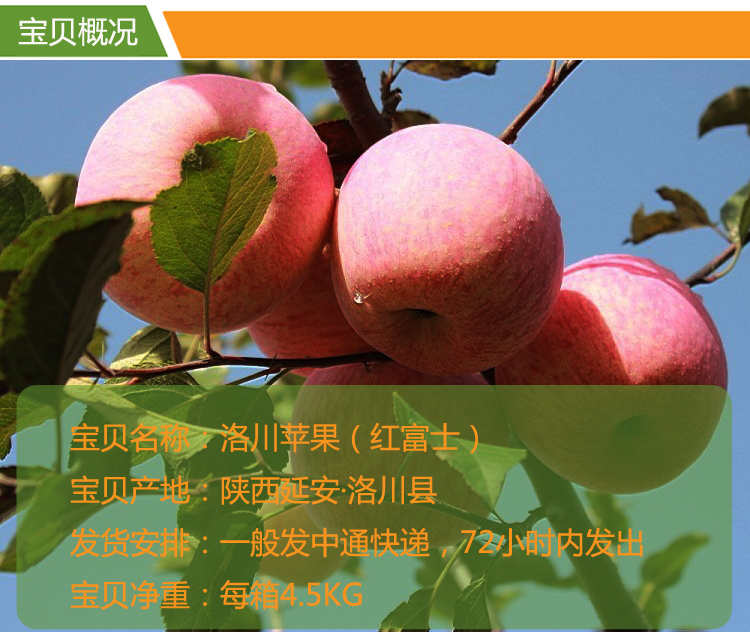 宝贝概况
宝贝名称：洛川苹果（红富士）
宝贝产地：陕西延安·洛川县
发货安排：一般发中通快递，72小时内发出
宝贝净重：每箱4.5KG